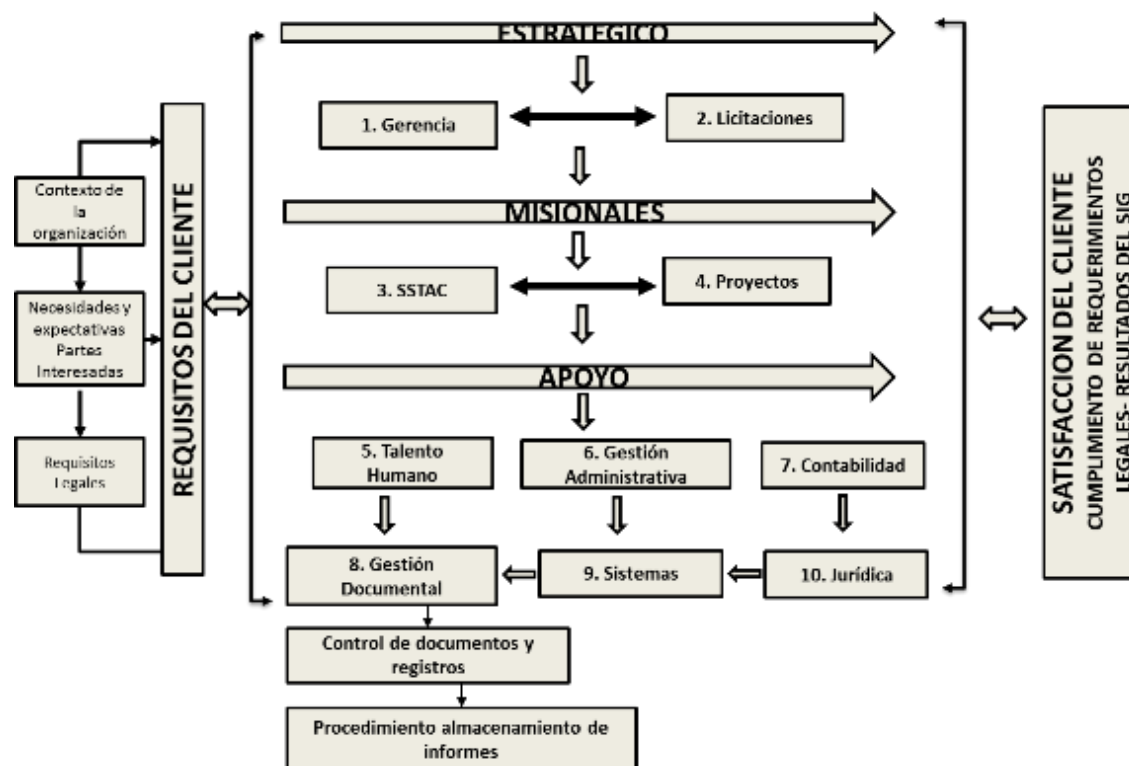 ESTRATEGICO
1. Gerencia
2. Licitaciones
MISIONALES
3. SSTAC
4. Proyectos
APOYO
5. Talento
Humano
6. Gestión
Administrativa
7. Contabilidad
8. Gestión
Documental
9. Sistemas
10. Jurídica
Control de documentos y
registros
Procedimiento almacenamiento de
informes
Contexto de
la
organización
Necesidades y
expectativas
Partes
Interesadas
Requisitos
Legales
REQUISITOS DEL CLIENTE
SATISFACCION DEL CLIENTE
CUMPLIMIENTO DE REQUERIMIENTOS
LEGALES- RESULTADOS DEL SIG